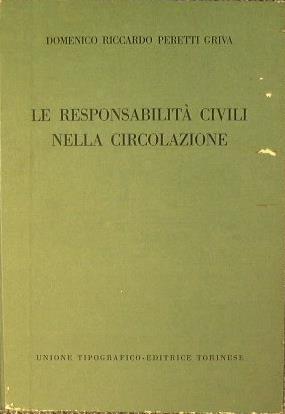 DOMENICO RICCARDO PERETTI GRIVA
LE RESPONSABILITÀ CIVILI
NELLA CIRCOLAZIONE
UNIONE TIPOGRAFICO-EDITRICE TORINESE